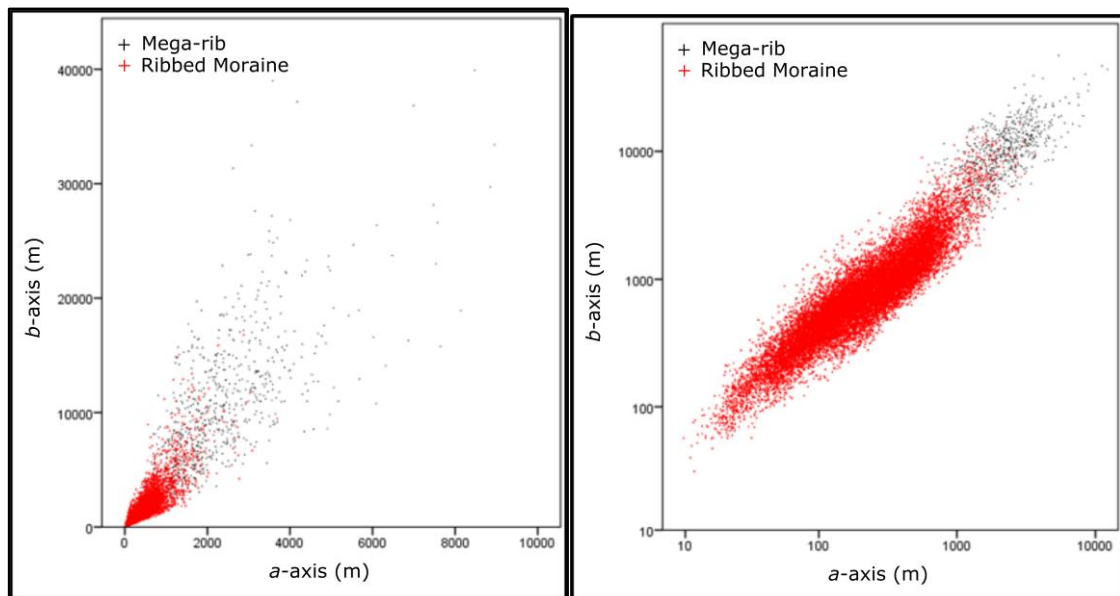 + Mega-rib
+ Ribbed Moraine
40000
30000
20000
10000
0
b-axis (m)
0 2000 4000 6000 8000 10000
a-axis (m)
+ Mega-rib
+ Ribbed Moraine
10000
1000
100
10
b-axis (m)
10 100 1000 10000
a-axis (m)